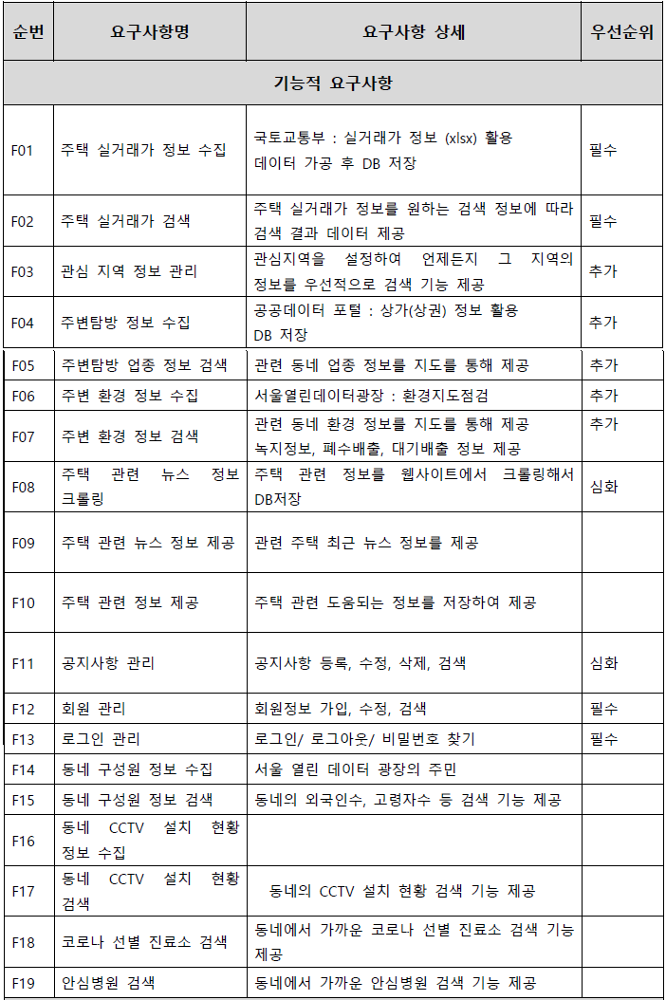 순번 요구사항명 요구사항 상세 우선순위
기능적 요구사항
F01 주택 실거래가 정보 수집 국토교통부 : 실거래가 정보 (xlsx) 활용 필수
데이터 가공 후 DB 저장
F02 주택 실거래가 검색 주택 실거래가 정보를 원하는 검색 정보에 따라 필수
검색 결과 데이터 제공
F03 관심 지역 정보 관리 관심지역을 설정하여 언제든지 그 지역의 추가
정보를 우선적으로 검색 기능 제공
F04 주변탐방 정보 수집 공공데이터 포털 : 상가(상권) 정보 활용 추가
DB 저장
F05 주변탐방 업종 정보 검색 관련 동네 업종 정보를 지도를 통해 제공 추가
F06 주변 환경 정보 수집 서울열린데이터광장 : 환경지도점검 추가
F07 주변 환경 정보 검색 관련 동네 환경 정보를 지도를 통해 제공 추가
녹지정보, 폐수배출, 대기배출 정보 제공
F08 주택 관련 뉴스 정보 주택 관련 정보를 웹사이트에서 크롤링해서 심화
크롤링 DB저장
F09 주택 관련 뉴스 정보 제공 관련 주택 최근 뉴스 정보를 제공
F10 주택 관련 정보 제공 주택 관련 도움되는 정보를 저장하여 제공
F11 공지사항 관리 공지사항 등록, 수정, 삭제, 검색 심화
F12 회원 관리 회원정보 가입, 수정, 검색 필수
F13 로그인 관리 로그인/ 로그아웃/ 비밀번호 찾기 필수
F14 동네 구성원 정보 수집 서울 열린 데이터 광장의 주민
F15 동네 구성원 정보 검색 동네의 외국인수, 고령자수 등 검색 기능 제공
F16 동네 CCTV 설치 현황
정보 수집
F17 동네 CCTV 설치 현황 동네의 CCTV 설치 현황 검색 기능 제공
검색
F18 코로나 선별 진료소 검색 동네에서 가까운 코로나 선별 진료소 검색 기능
제공
F19 안심병원 검색 동네에서 가까운 안심병원 검색 기능 제공